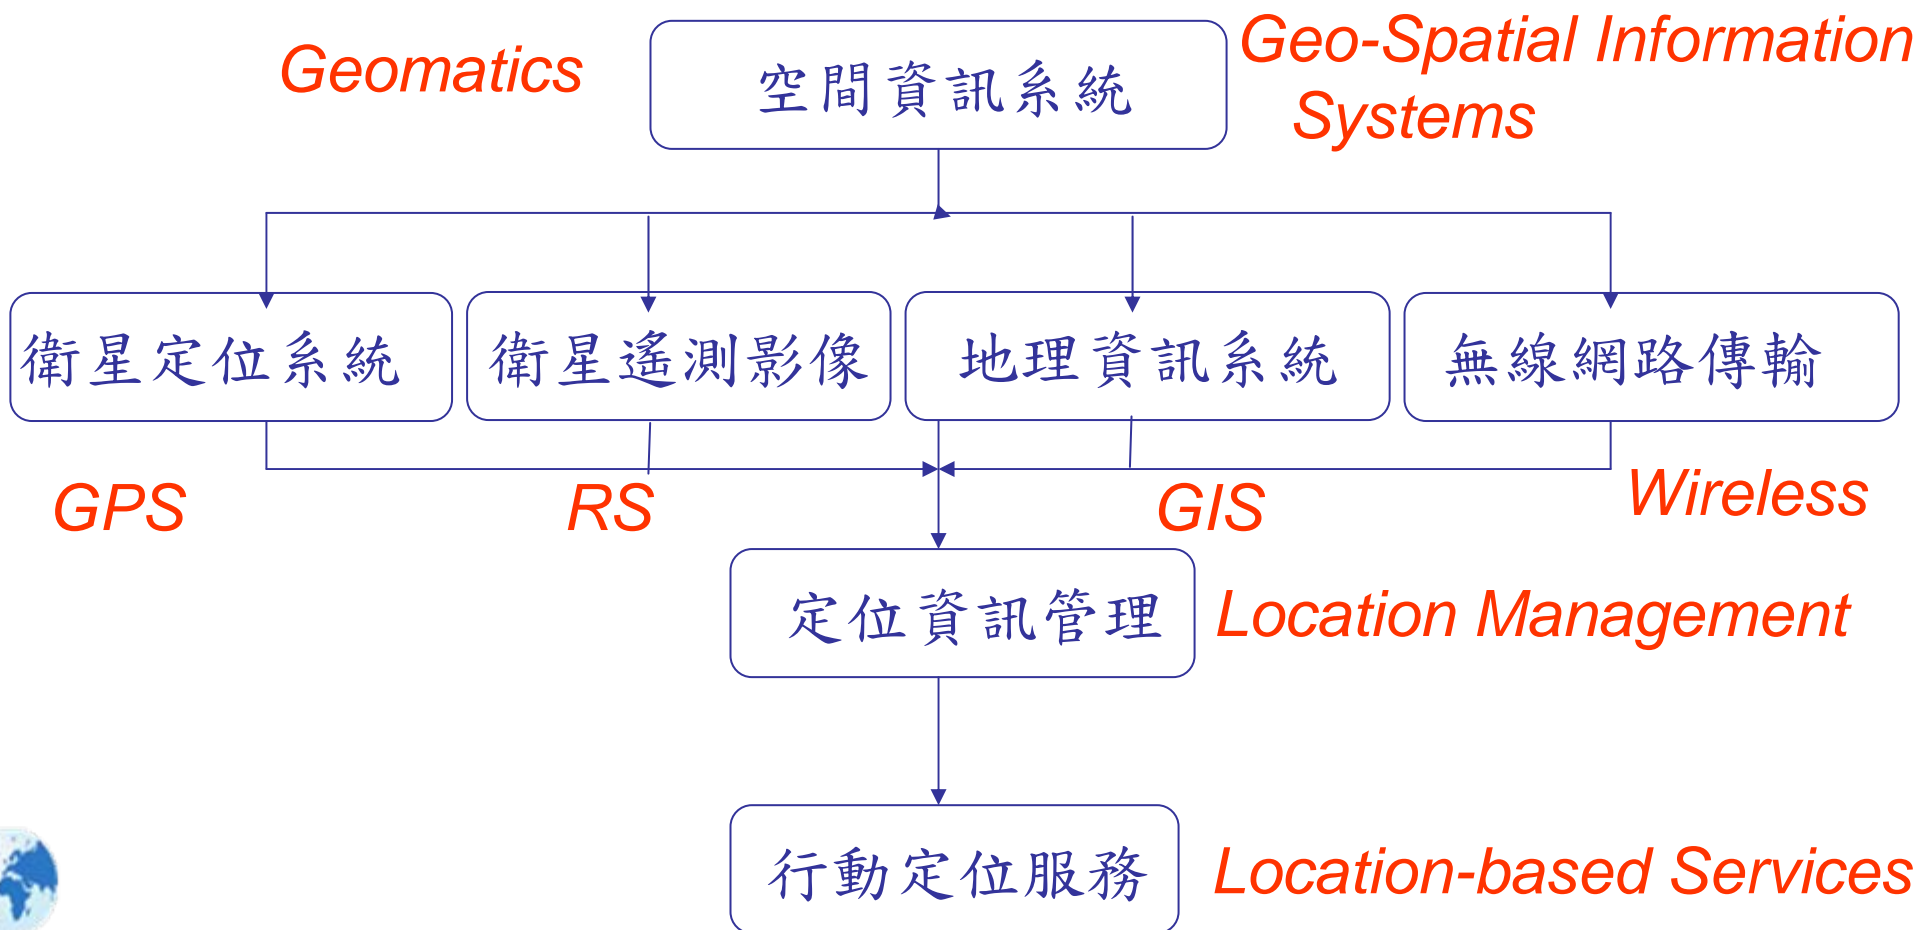 Geomatics
空間資訊系統
Geo-Spatial Information
Systems
衛星定位系統
衛星遙測影像
地理資訊系統
無線網路傳輸
GPS
RS
GIS
Wireless
定位資訊管理
Location Management
行動定位服務
Location-based Services